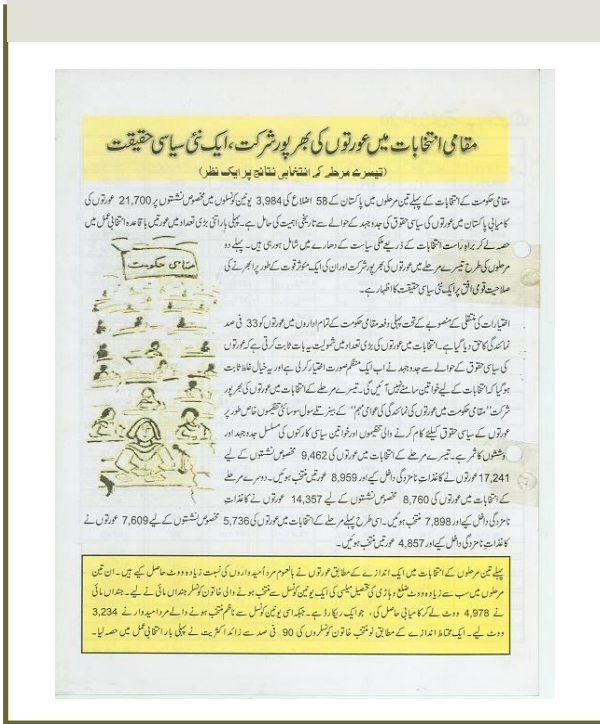 مقامی انتخابات میں عورتوں کی بھرپور شرکت، ایک نئی سیاسی حقیقت
(تیسرے مرحلے کے انتخابی نتائج پر ایک نظر)
مقامی حکومت کے انتخابات کے پہلے تین مرحلوں میں پاکستان کے 58 اضلاع کی 3,984 یونین کونسلوں میں مخصوص نشستوں پر 21,700 عورتوں کی
کامیابی پاکستان میں عورتوں کی سیاسی حقوق کی جدوجہد کے حوالے سے تاریخی اہمیت کی حامل ہے۔ پہلی بار اتنی بڑی تعداد میں عورتیں باقاعدہ انتخابی عمل میں
حصہ لے کر براہِ راست انتخابات کے ذریعے ملکی سیاست کے دھارے میں شامل ہو رہی ہیں۔ پہلے دو
مرحلوں کی طرح تیسرے مرحلے میں عورتوں کی بھرپور شرکت اور ان کی ایک مؤثر قوت کے طور پر ابھرنے کی
صلاحیت قومی افق پر ایک نئی سیاسی حقیقت کا اظہار ہے۔
مقامی حکومت
اختیارات کی منتقلی کے منصوبے کے تحت پہلی دفعہ مقامی حکومت کے تمام اداروں میں عورتوں کو 33 فی صد
نمائندگی کا حق دیا گیا ہے۔ انتخابات میں عورتوں کی بڑی تعداد میں شمولیت یہ بات ثابت کرتی ہے کہ عورتوں
کی سیاسی حقوق کے حوالے سے جدوجہد نے اب ایک منظم صورت اختیار کر لی ہے اور یہ خیال غلط ثابت
ہو گیا کہ انتخابات کے لیے خواتین سامنے نہیں آئیں گی۔ تیسرے مرحلے کے انتخابات میں عورتوں کی بھرپور
شرکت "مقامی حکومت میں عورتوں کی نمائندگی کی عوامی مہم" کے بینر تلے سول سوسائٹی تنظیموں خاص طور پر
عورتوں کے سیاسی حقوق کیلئے کام کرنے والی تنظیموں اور خواتین سیاسی کارکنوں کی مسلسل جدوجہد اور
کوششوں کا ثمر ہے۔ تیسرے مرحلے کے انتخابات میں عورتوں کی 9,462 مخصوص نشستوں کے لیے
17,241 عورتوں نے کاغذات نامزدگی داخل کیے اور 8,959 عورتیں منتخب ہوئیں۔ دوسرے مرحلے
کے انتخابات میں عورتوں کی 8,760 مخصوص نشستوں کے لیے 14,357 عورتوں نے کاغذات
نامزدگی داخل کیے اور 7,898 منتخب ہوئیں۔ اسی طرح پہلے مرحلے کے انتخابات میں عورتوں کی 5,736 مخصوص نشستوں کے لیے 7,609 عورتوں نے
کاغذات نامزدگی داخل کیے اور 4,857 عورتیں منتخب ہوئیں۔
پہلے تین مرحلوں کے انتخابات میں ایک اندازے کے مطابق عورتوں نے بالعموم مرد اُمیدواروں کی نسبت زیادہ ووٹ حاصل کیے ہیں۔ ان تین
مرحلوں میں سب سے زیادہ ووٹ ضلع وہاڑی کی تحصیل میلسی کی ایک یونین کونسل سے منتخب ہونے والی خاتون کونسلر جنداں مائی نے لیے۔ جنداں مائی
نے 4,978 ووٹ لے کر کامیابی حاصل کی، جو ایک ریکارڈ ہے۔ جبکہ اسی یونین کونسل سے ناظم منتخب ہونے والے مرد امیدوار نے 3,234
ووٹ لیے۔ ایک محتاط اندازے کے مطابق نو منتخب خاتون کونسلروں کی 90 فی صد سے زائد اکثریت نے پہلی بار انتخابی عمل میں حصہ لیا۔